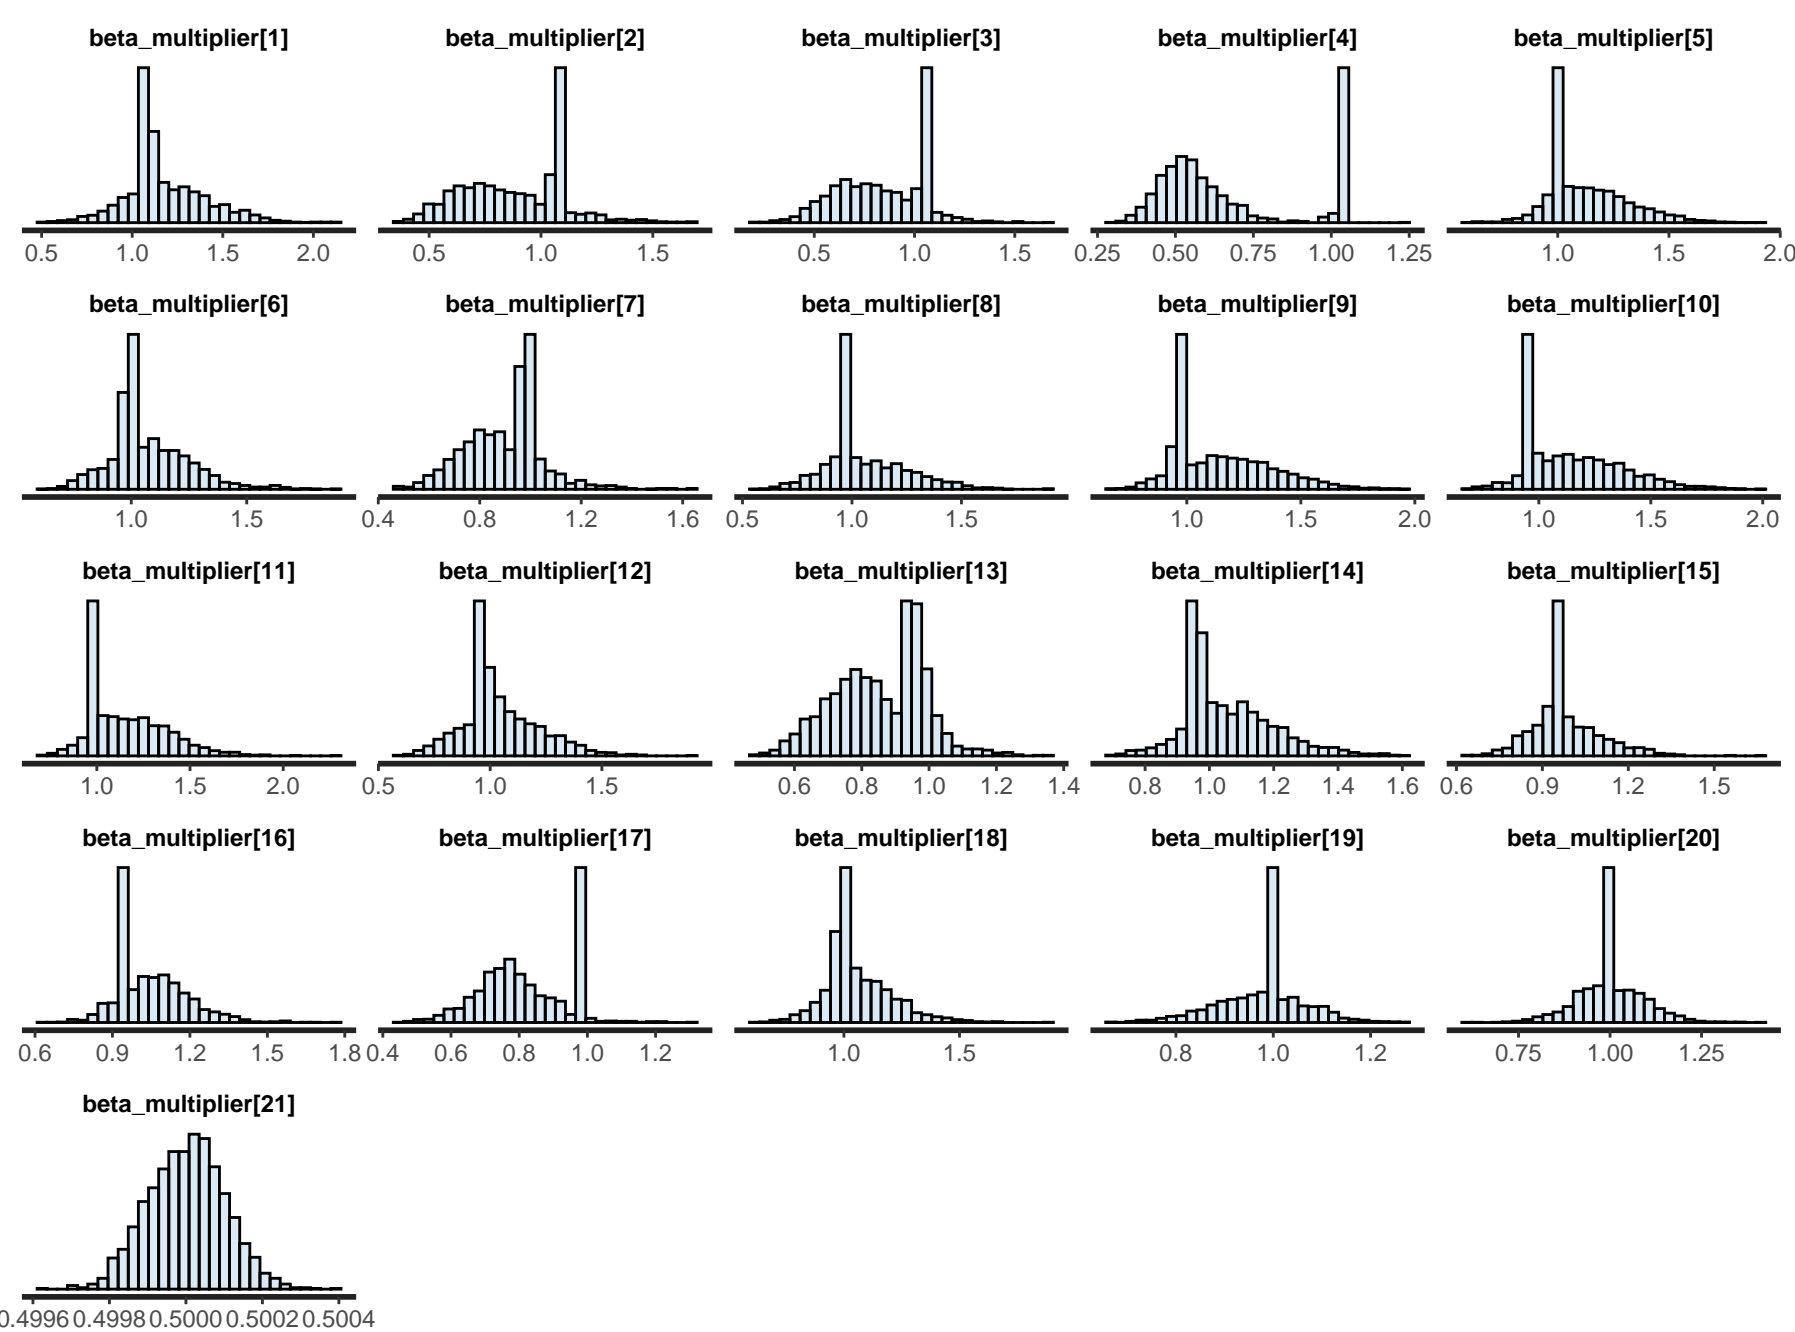 beta_multiplier[1] beta_multiplier[2] beta_multiplier[3] beta_multiplier[4] beta_multiplier[5]
0.5 1.0 1.5 2.0 0.5 1.0 1.5 0.5 1.0 1.5 0.25 0.50 0.75 1.00 1.25 1.0 1.5 2.0
beta_multiplier[6] beta_multiplier[7] beta_multiplier[8] beta_multiplier[9] beta_multiplier[10]
1.0 1.5 0.4 0.8 1.2 1.6 0.5 1.0 1.5 1.0 1.5 2.0 1.0 1.5 2.0
beta_multiplier[11] beta_multiplier[12] beta_multiplier[13] beta_multiplier[14] beta_multiplier[15]
1.0 1.5 2.0 0.5 1.0 1.5 0.6 0.8 1.0 1.2 1.4 0.8 1.0 1.2 1.4 1.6 0.6 0.9 1.2 1.5
beta_multiplier[16] beta_multiplier[17] beta_multiplier[18] beta_multiplier[19] beta_multiplier[20]
0.6 0.9 1.2 1.5 1.8 0.4 0.6 0.8 1.0 1.2 1.0 1.5 0.8 1.0 1.2 0.75 1.00 1.25
beta_multiplier[21]
0.4996 0.4998 0.5000 0.5002 0.5004